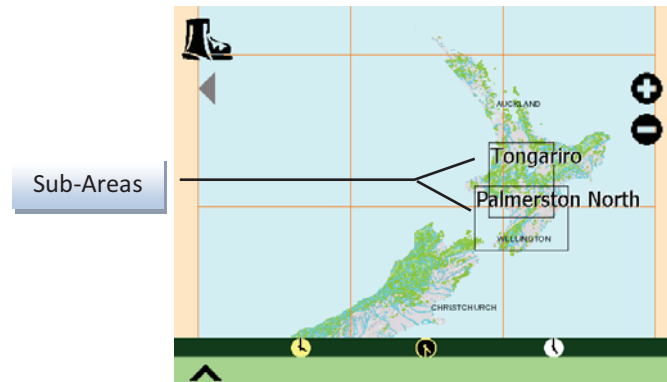 AUCKLAND
Tongariro
Sub-Areas
Palmerston North
WELLINGTON
CHRISTCHURCH